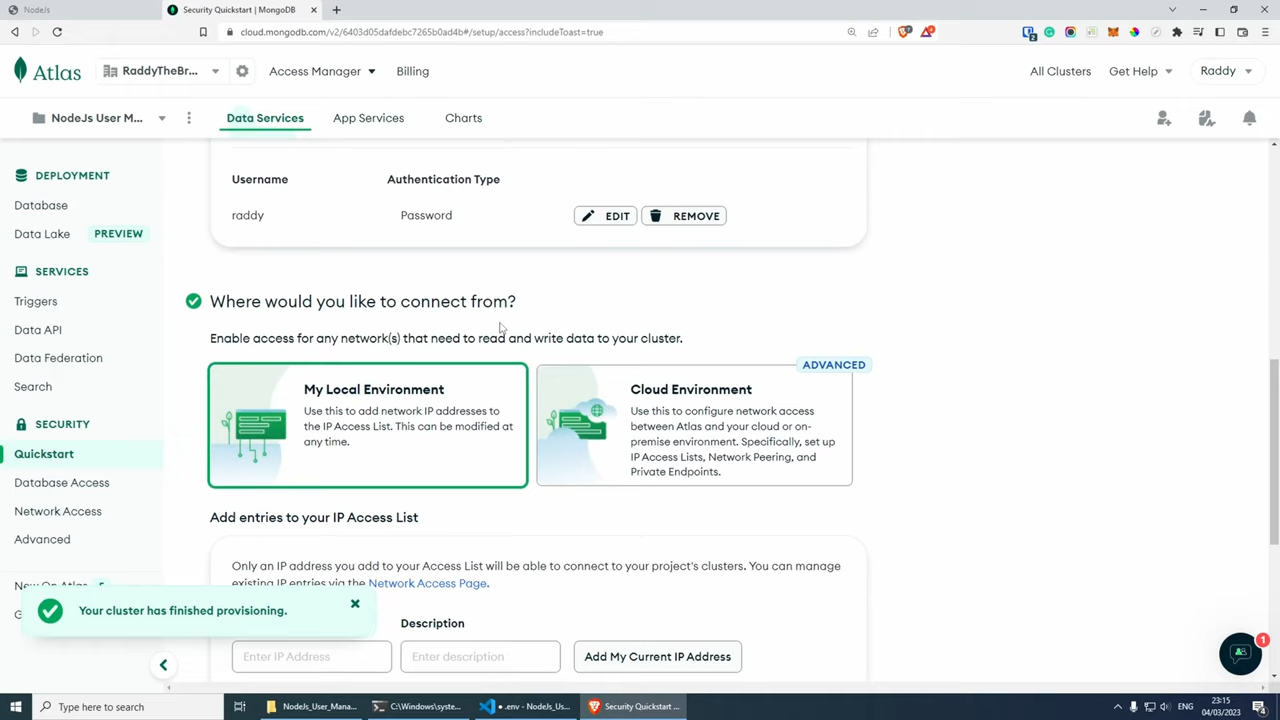 NodeJs
Security Quickstart | MongoDB
cloud.mongodb.com/v2/6403d05dafdebc7265b0ad4b#/setup/access?includeToast=true
Atlas
RaddyTheBr...
Access Manager
Billing
All Clusters
Get Help
Raddy
NodeJs User M...
Data Services
App Services
Charts
DEPLOYMENT
Database
Data Lake
PREVIEW
SERVICES
Triggers
Data API
Data Federation
Search
SECURITY
Quickstart
Database Access
Network Access
Advanced
Username
Authentication Type
raddy
Password
EDIT
REMOVE
Where would you like to connect from?
Enable access for any network(s) that need to read and write data to your cluster.
My Local Environment
Use this to add network IP addresses to
the IP Access List. This can be modified at
any time.
ADVANCED
Cloud Environment
Use this to configure network access
between Atlas and your cloud or on-
premise environment. Specifically, set up
IP Access Lists, Network Peering, and
Private Endpoints.
Add entries to your IP Access List
Only an IP address you add to your Access List will be able to connect to your project's clusters. You can manage
existing IP entries via the Network Access Page.
Description
Enter IP Address
Enter description
Add My Current IP Address
Your cluster has finished provisioning.
1
Type here to search
NodeJs_User_Mana...
C:\Windows\syste...
● .env - NodeJs_Us...
Security Quickstart ...
ENG
23:15
04/03/2023
4